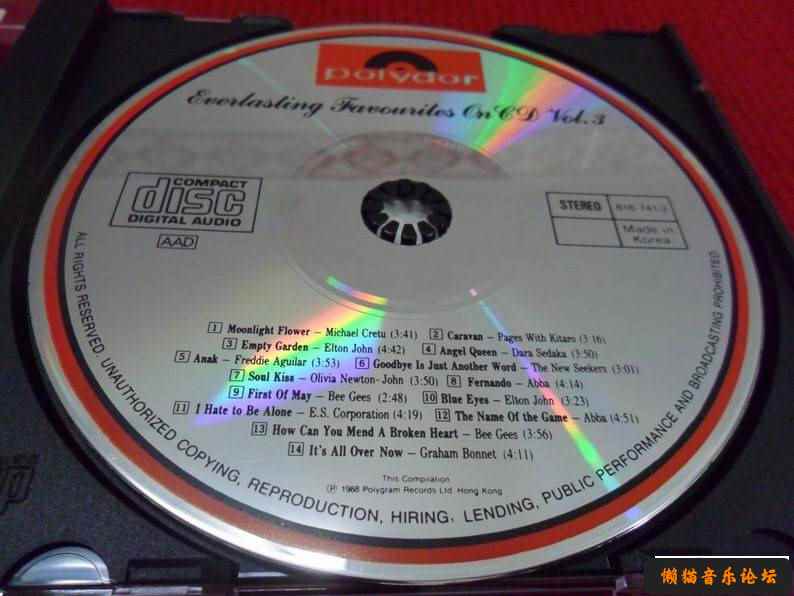 polydor
Everlasting Favourites On CD Vol.3
COMPACT
disc
DIGITAL AUDIO
AAD
STEREO
Made in
Korea
1 Moonlight Flower – Michael Cretu (3:41) 2 Caravan – Pages With Kitaro (3 16)
3 Empty Garden – Elton John (4:42) 4 Angel Queen – Dara Sedaka (3:50)
5 Anak – Freddie Aguilar (3:53) 6 Goodbye Is Just Another Word – The New Seekers (3:01)
7 Soul Kiss – Olivia Newton-John (3:50) 8 Fernando – Abba (4:14)
9 First Of May – Bee Gees (2:48) 10 Blue Eyes – Elton John (3:23)
11 I Hate to Be Alone – E.S. Corporation (4:19) 12 The Name Of the Game – Abba (4:51)
13 How Can You Mend A Broken Heart – Bee Gees (3:56)
14 It's All Over Now – Graham Bonnet (4:11)
This Compilation
Ⓟ 1988 Polygram Records Ltd. Hong Kong
ALL RIGHTS RESERVED. UNAUTHORIZED COPYING, REPRODUCTION, HIRING, LENDING, PUBLIC PERFORMANCE AND BROADCASTING PROHIBITED
懒猫音乐论坛